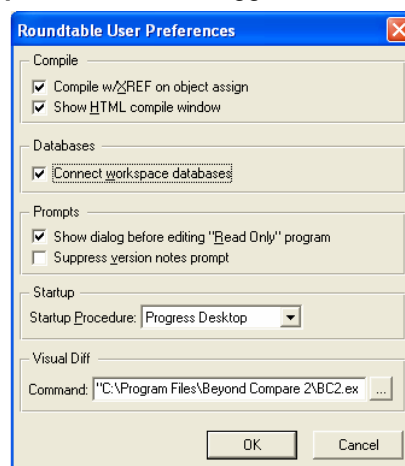 Roundtable User Preferences
Compile
Compile w/XREF on object assign
Show HTML compile window
Databases
Connect workspace databases
Prompts
Show dialog before editing "Read Only" program
Suppress version notes prompt
Startup
Startup Procedure: Progress Desktop
Visual Diff
Command: "C:\Program Files\Beyond Compare 2\BC2.ex ...
OK Cancel